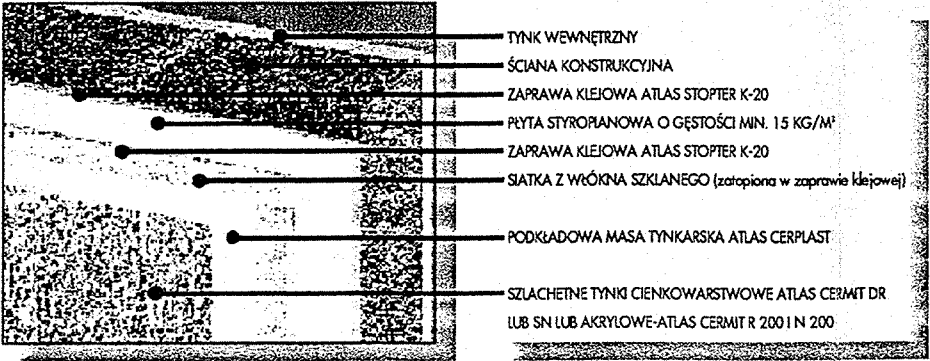 TYNK WEWNĘTRZNY
ŚCIANA KONSTRUKCYJNA
ZAPRAWA KLEJOWA ATLAS STOPTER K-20
PŁYTA STYROPIANOWA O GĘSTOŚCI MIN. 15 KG/M³
ZAPRAWA KLEJOWA ATLAS STOPTER K-20
SIATKA Z WŁÓKNA SZKLANEGO (zatopiona w zaprawie klejowej)
PODKŁADOWA MASA TYNKARSKA ATLAS CERPLAST
SZLACHETNE TYNKI CIENKOWARSTWOWE ATLAS CERMIT DR
LUB SN LUB AKRYLOWE-ATLAS CERMIT R 200 I N 200